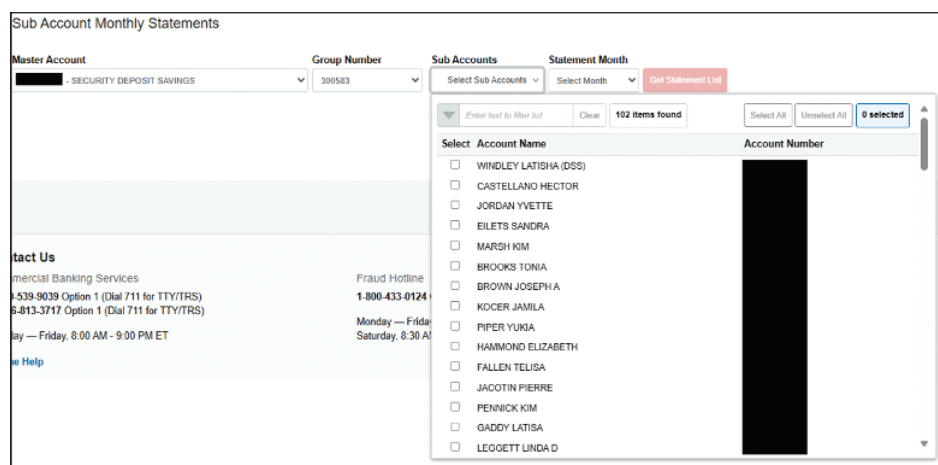 Sub Account Monthly Statements
Master Account Group Number Sub Accounts Statement Month
- SECURITY DEPOSIT SAVINGS 300583 Select Sub Accounts Select Month Get Statement List
Enter text to filter list Clear 102 items found Select All Unselect All 0 selected
Select Account Name Account Number
WINDLEY LATISHA (DSS)
CASTELLANO HECTOR
JORDAN YVETTE
EILETS SANDRA
MARSH KIM
BROOKS TONIA
BROWN JOSEPH A
KOCER JAMILA
PIPER YUKIA
HAMMOND ELIZABETH
FALLEN TELISA
JACOTIN PIERRE
PENNICK KIM
GADDY LATISA
LEGGETT LINDA D
tact Us
mercial Banking Services
-539-9039 Option 1 (Dial 711 for TTY/TRS)
6-813-3717 Option 1 (Dial 711 for TTY/TRS)
ay — Friday, 8:00 AM - 9:00 PM ET
e Help
Fraud Hotline
1-800-433-0124
Monday — Frida
Saturday, 8:30 A